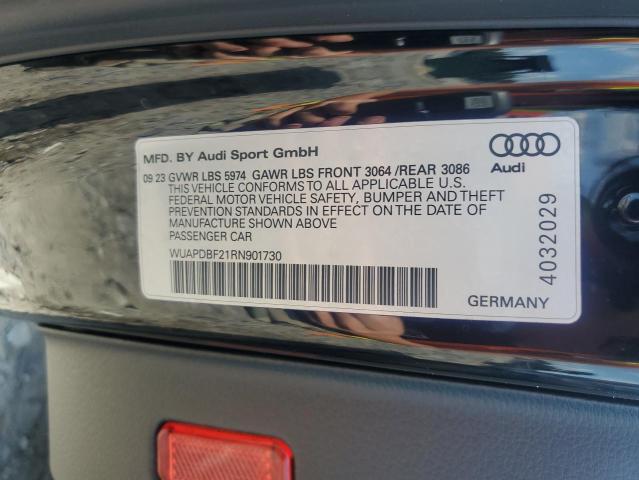 MFD. BY Audi Sport GmbH
09 23 GVWR LBS 5974 GAWR LBS FRONT 3064 /REAR 3086
THIS VEHICLE CONFORMS TO ALL APPLICABLE U.S.
FEDERAL MOTOR VEHICLE SAFETY, BUMPER AND THEFT
PREVENTION STANDARDS IN EFFECT ON THE DATE OF
MANUFACTURE SHOWN ABOVE
PASSENGER CAR
WUAPDBF21RN901730
Audi
4032029
GERMANY